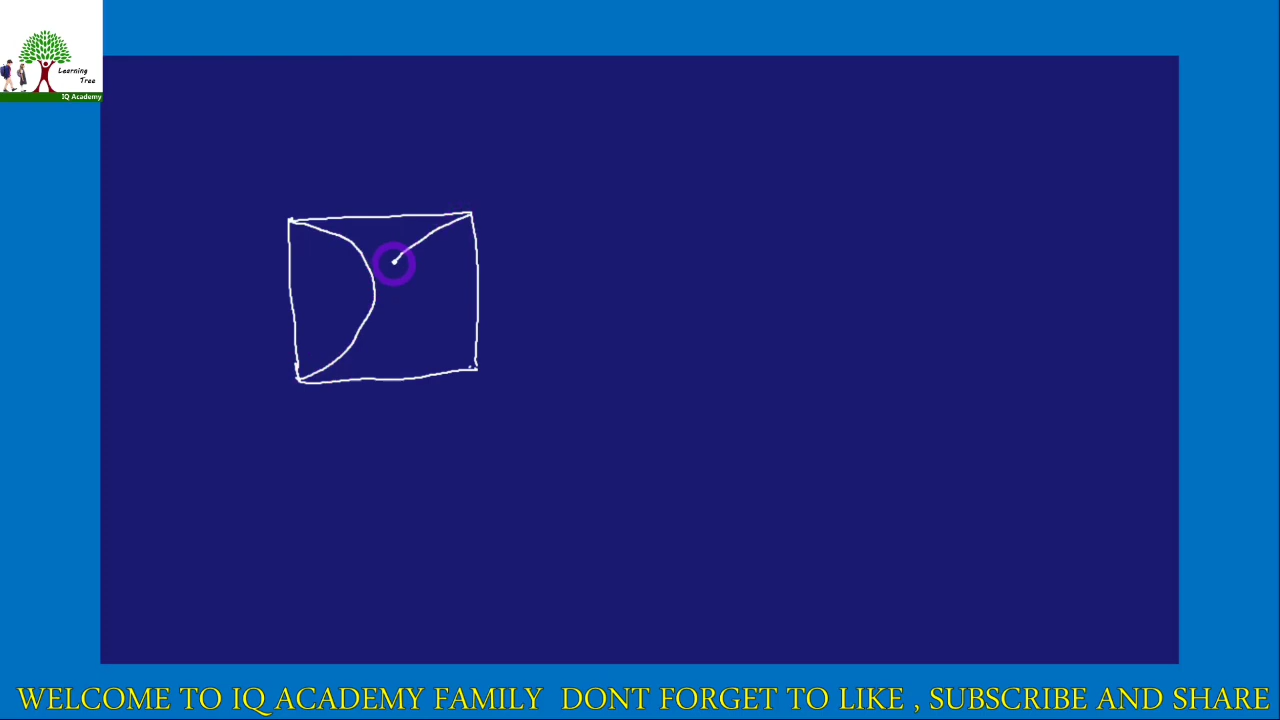 Learning
Tree
IQ Academy
WELCOME TO IQ ACADEMY FAMILY DONT FORGET TO LIKE , SUBSCRIBE AND SHARE